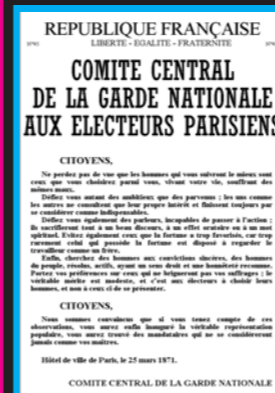 REPUBLIQUE FRANÇAISE
LIBERTE - EGALITE - FRATERNITE
COMITE CENTRAL
DE LA GARDE NATIONALE
AUX ELECTEURS PARISIENS
CITOYENS,
Ne perdez pas de vue que les hommes qui vous suivront le mieux sont
ceux que vous choisirez parmi vous, vivant votre vie, souffrant des
mêmes maux.
Défiez vous autant des ambitieux que des parvenus ; les uns comme
les autres ne consultent que leur propre intérêt et finissent toujours par
se considérer comme indispensables.
Défiez vous également des parleurs, incapables de passer à l'action ;
ils sacrifieront tout à un beau discours, à un effet oratoire ou à un mot
spirituel. Evitez également ceux que la fortune a trop favorisés, car trop
rarement celui qui possède la fortune est disposé à regarder le
travailleur comme un frère.
Enfin, cherchez des hommes aux convictions sincères, des hommes
du peuple, résolus, actifs, ayant un sens droit et une honnêteté reconnue.
Portez vos préférences sur ceux qui ne brigueront pas vos suffrages ; le
véritable mérite est modeste, et c'est aux électeurs à choisir leurs
hommes, et non à ceux ci de se présenter.
CITOYENS,
Nous sommes convaincus que si vous tenez compte de ces
observations, vous aurez enfin inauguré la véritable représentation
populaire, vous aurez trouvé des mandataires qui ne se considèreront
jamais comme vos maîtres.
Hôtel de ville de Paris, le 25 mars 1871.
COMITE CENTRAL DE LA GARDE NATIONALE